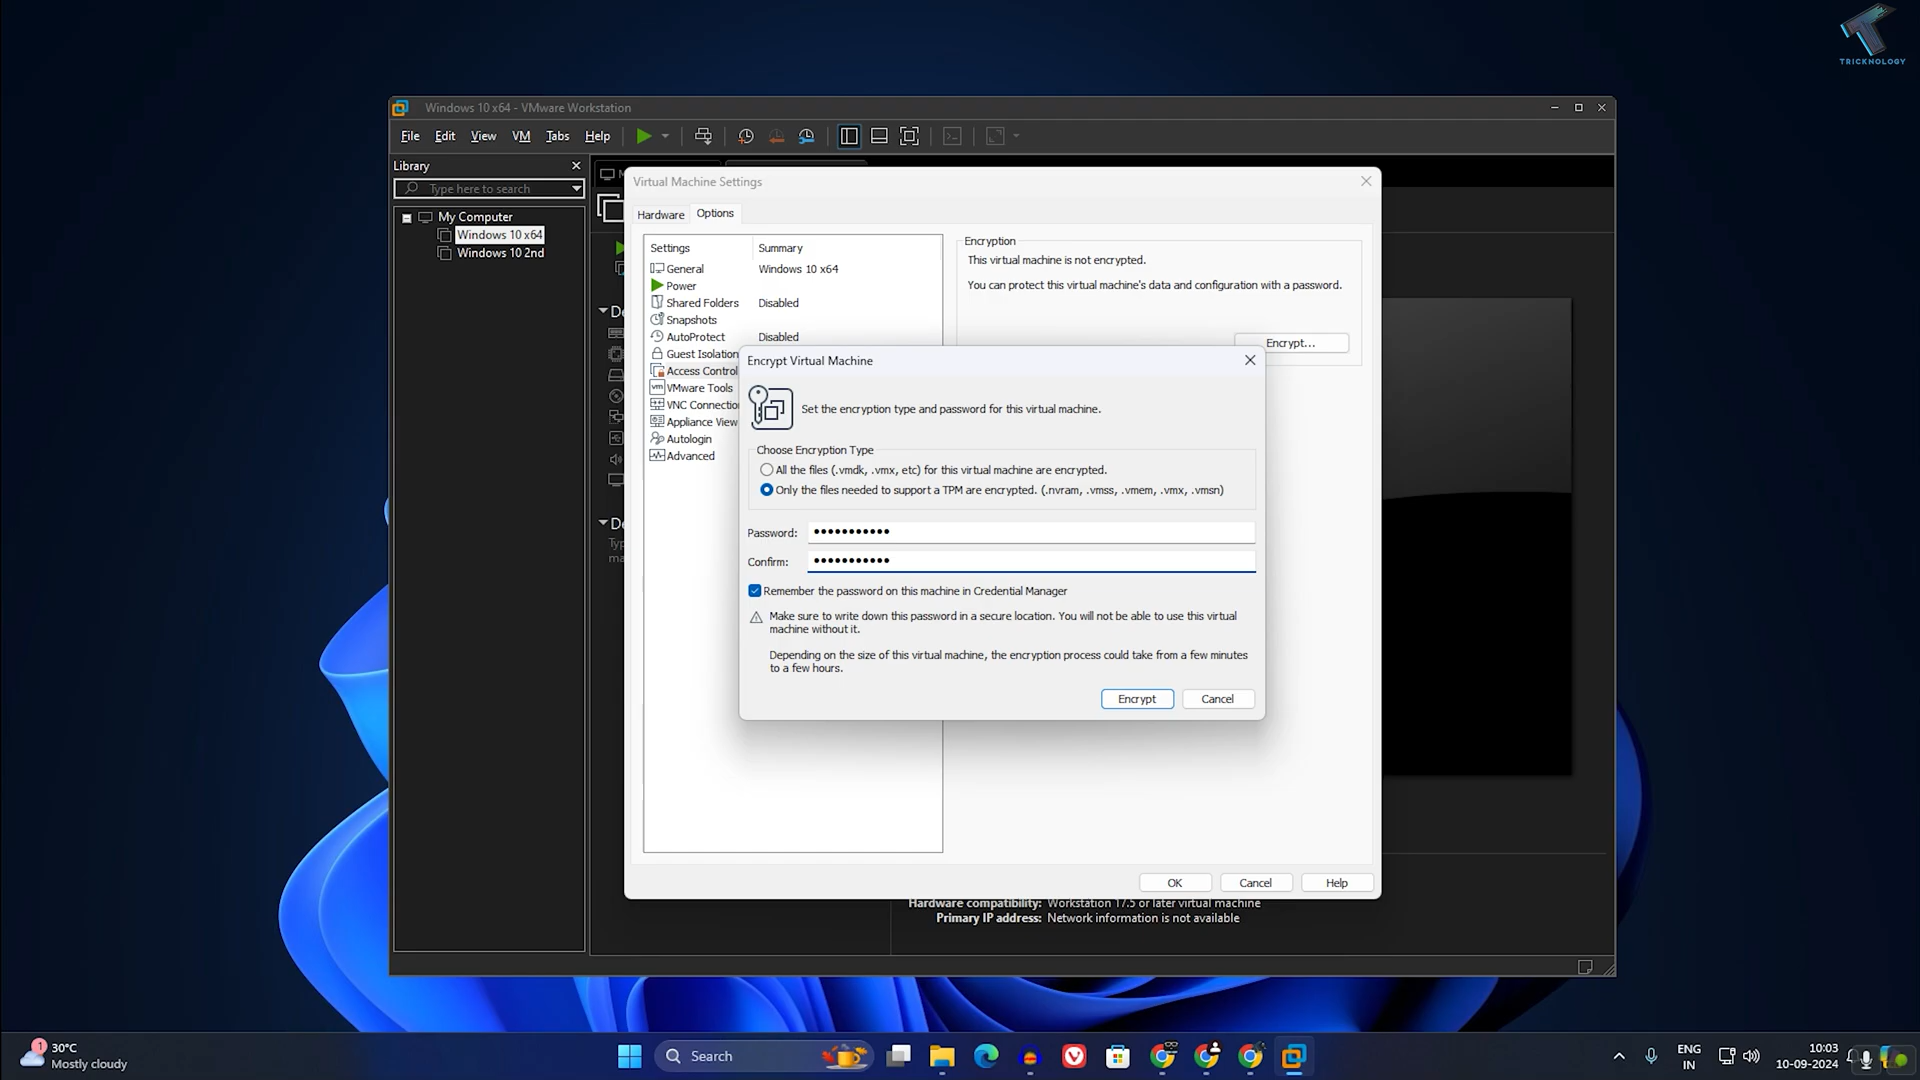 TRICKNOLOGY
Windows 10 x64 - VMware Workstation
File Edit View VM Tabs Help
Library
Type here to search
My Computer
Windows 10 x64
Windows 10 2nd
Virtual Machine Settings
Hardware Options
Settings Summary
General Windows 10 x64
Power
Shared Folders Disabled
Snapshots
AutoProtect Disabled
Guest Isolation
Access Control
VMware Tools
VNC Connectio
Appliance View
Autologin
Advanced
Encryption
This virtual machine is not encrypted.
You can protect this virtual machine's data and configuration with a password.
Encrypt...
Encrypt Virtual Machine
Set the encryption type and password for this virtual machine.
Choose Encryption Type
All the files (.vmdk, .vmx, etc) for this virtual machine are encrypted.
Only the files needed to support a TPM are encrypted. (.nvram, .vmss, .vmem, .vmx, .vmsn)
Password: •••••••••••
Confirm: •••••••••••
Remember the password on this machine in Credential Manager
Make sure to write down this password in a secure location. You will not be able to use this virtual
machine without it.
Depending on the size of this virtual machine, the encryption process could take from a few minutes
to a few hours.
Encrypt Cancel
OK Cancel Help
Hardware compatibility: Workstation 17.5 or later virtual machine
Primary IP address: Network information is not available
1
30°C
Mostly cloudy
Search
ENG
IN
10:03
10-09-2024